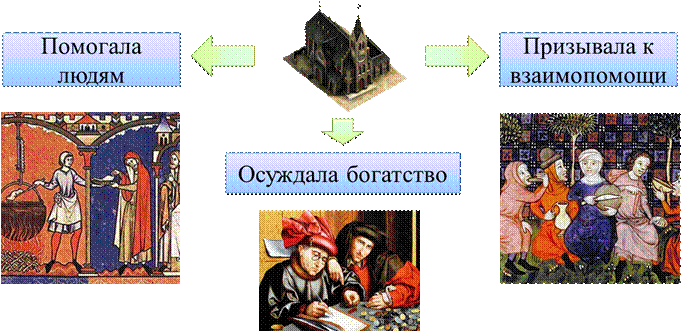 Помогала
людям
Призывала к
взаимопомощи
Осуждала богатство